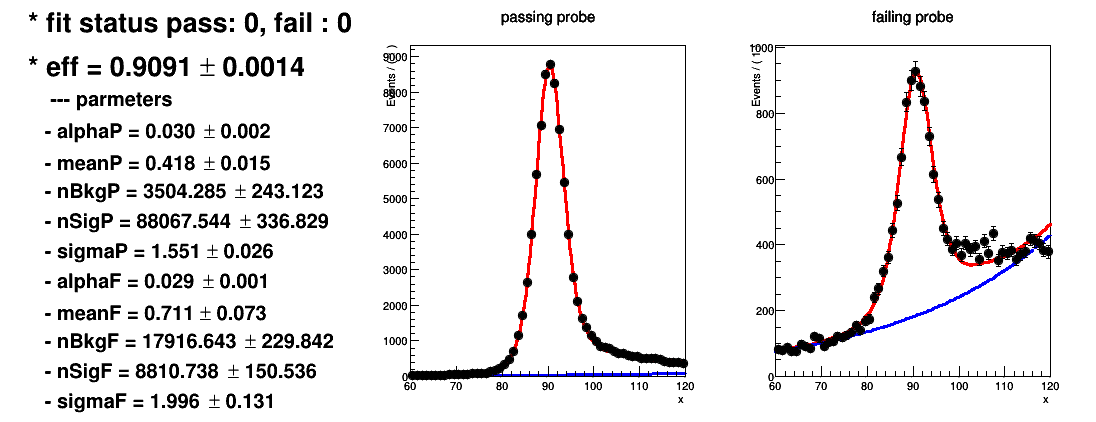 * fit status pass: 0, fail : 0
* eff = 0.9091 ± 0.0014
--- parmeters
- alphaP = 0.030 ± 0.002
- meanP = 0.418 ± 0.015
- nBkgP = 3504.285 ± 243.123
- nSigP = 88067.544 ± 336.829
- sigmaP = 1.551 ± 0.026
- alphaF = 0.029 ± 0.001
- meanF = 0.711 ± 0.073
- nBkgF = 17916.643 ± 229.842
- nSigF = 8810.738 ± 150.536
- sigmaF = 1.996 ± 0.131
passing probe
Events / ( )
9000
8000
7000
6000
5000
4000
3000
2000
1000
0
60 70 80 90 100 110 120
x
failing probe
Events / ( 1
1000
800
600
400
200
0
60 70 80 90 100 110 120
x